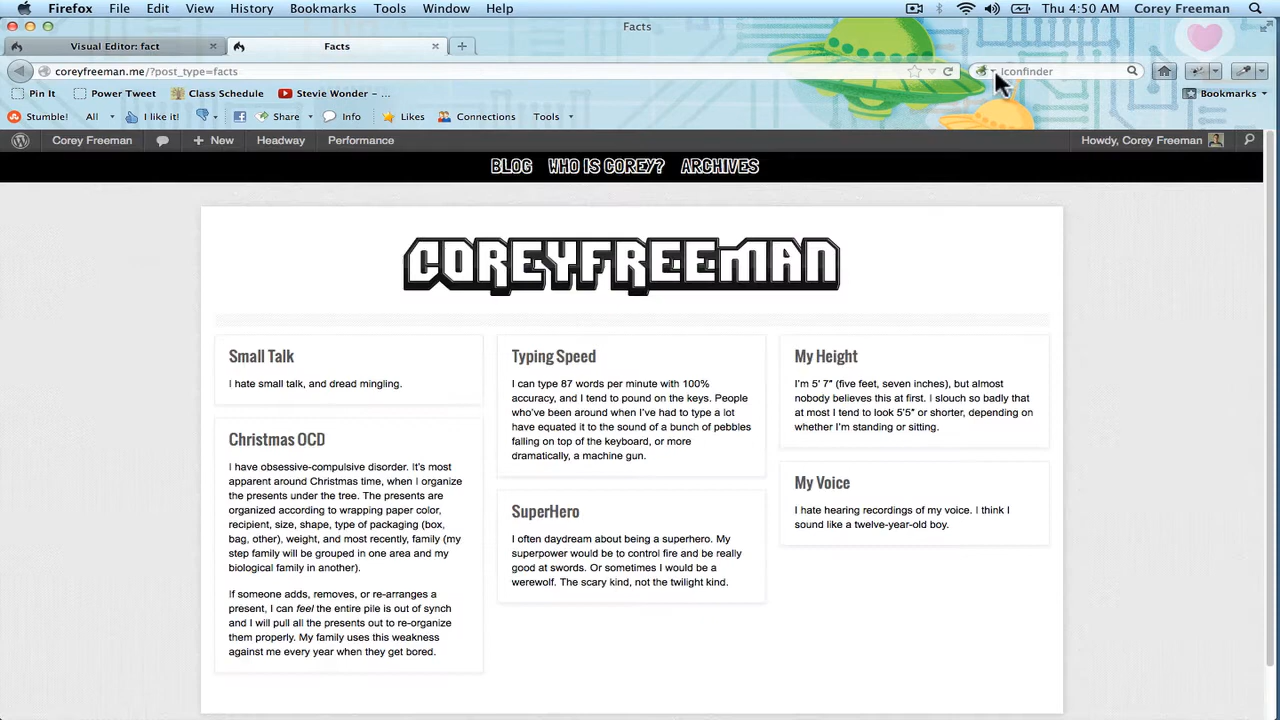 Firefox File Edit View History Bookmarks Tools Window Help Thu 4:50 AM Corey Freeman
Facts
Visual Editor: fact Facts
coreyfreeman.me/?post_type=facts Iconfinder
Pin It Power Tweet Class Schedule Stevie Wonder – ... Bookmarks
Stumble! All I like it! Share Info Likes Connections Tools
Corey Freeman New Headway Performance Howdy, Corey Freeman
BLOG WHO IS COREY? ARCHIVES
COREYFREEMAN
Small Talk
I hate small talk, and dread mingling.
Christmas OCD
I have obsessive-compulsive disorder. It's most
apparent around Christmas time, when I organize
the presents under the tree. The presents are
organized according to wrapping paper color,
recipient, size, shape, type of packaging (box,
bag, other), weight, and most recently, family (my
step family will be grouped in one area and my
biological family in another).
If someone adds, removes, or re-arranges a
present, I can feel the entire pile is out of synch
and I will pull all the presents out to re-organize
them properly. My family uses this weakness
against me every year when they get bored.
Typing Speed
I can type 87 words per minute with 100%
accuracy, and I tend to pound on the keys. People
who've been around when I've had to type a lot
have equated it to the sound of a bunch of pebbles
falling on top of the keyboard, or more
dramatically, a machine gun.
SuperHero
I often daydream about being a superhero. My
superpower would be to control fire and be really
good at swords. Or sometimes I would be a
werewolf. The scary kind, not the twilight kind.
My Height
I'm 5′ 7″ (five feet, seven inches), but almost
nobody believes this at first. I slouch so badly that
at most I tend to look 5'5″ or shorter, depending on
whether I'm standing or sitting.
My Voice
I hate hearing recordings of my voice. I think I
sound like a twelve-year-old boy.